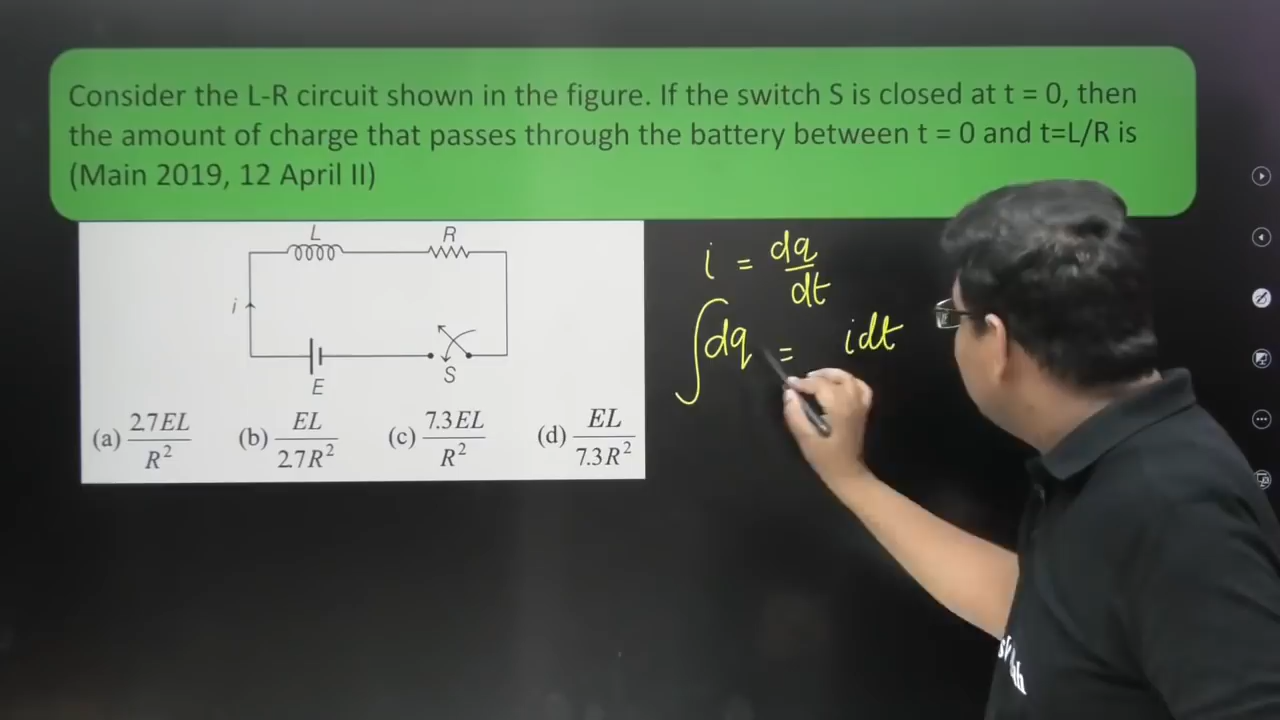 Consider the L-R circuit shown in the figure. If the switch S is closed at t = 0, then
the amount of charge that passes through the battery between t = 0 and t=L/R is
(Main 2019, 12 April II)
L R
i
E S
(a) 2.7EL/R² (b) EL/2.7R² (c) 7.3EL/R² (d) EL/7.3R²
i = dq/dt
∫dq = idt